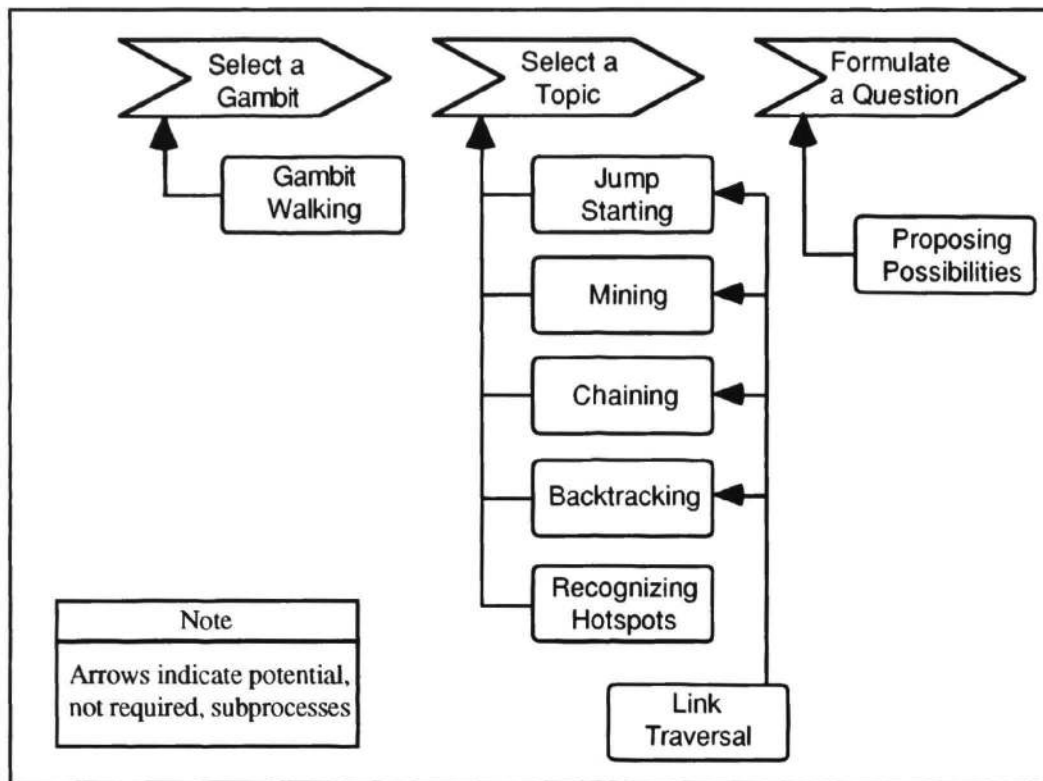 Select a
Gambit
Select a
Topic
Formulate
a Question
Gambit
Walking
Jump
Starting
Proposing
Possibilities
Mining
Chaining
Backtracking
Recognizing
Hotspots
Note
Arrows indicate potential,
not required, subprocesses
Link
Traversal